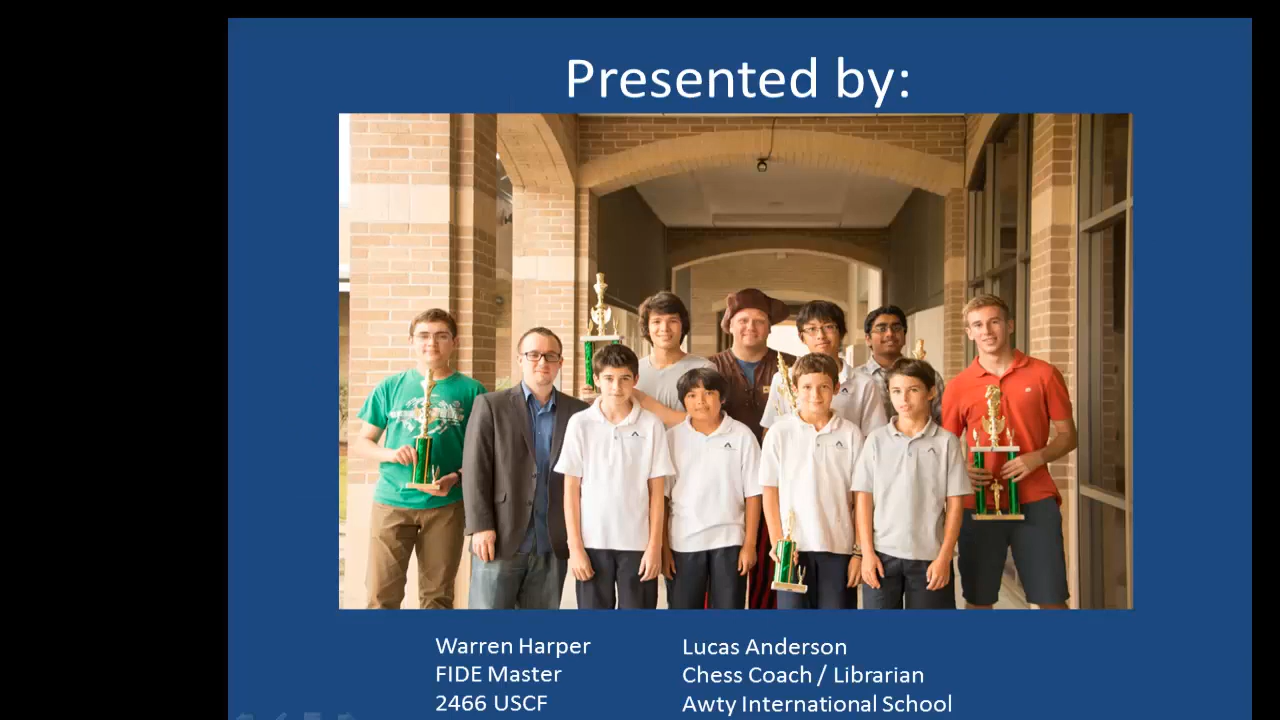 Presented by:
Warren Harper
FIDE Master
2466 USCF
Lucas Anderson
Chess Coach / Librarian
Awty International School